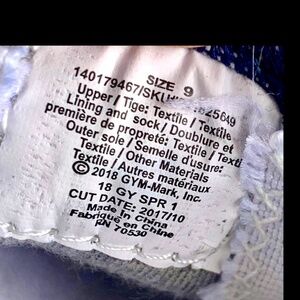 SIZE 9
140179467/SKU#
Upper / Tige: Textile / Textile
Lining and sock / Doublure et
première de propreté: Textile /
Outer sole / Semelle d'usure:
Textile / Other Materials
Textile / Autres matériaux
© 2018 GYM-Mark, Inc.
18 GY SPR 1
CUT DATE: 2017/10
Made in China
Fabriqué en Chine
RN 70530